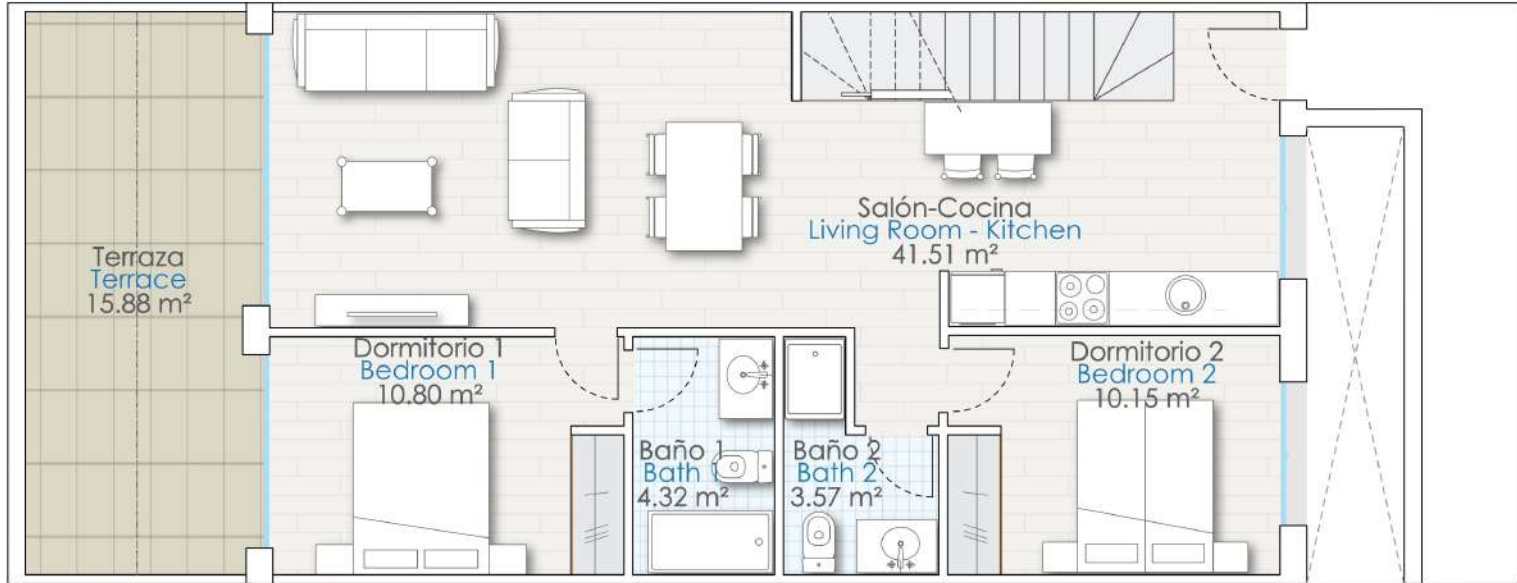 Terraza
Terrace
15.88 m²
Salón-Cocina
Living Room - Kitchen
41.51 m²
Dormitorio 1
Bedroom 1
10.80 m²
Baño 1
Bath 1
4.32 m²
Baño 2
Bath 2
3.57 m²
Dormitorio 2
Bedroom 2
10.15 m²